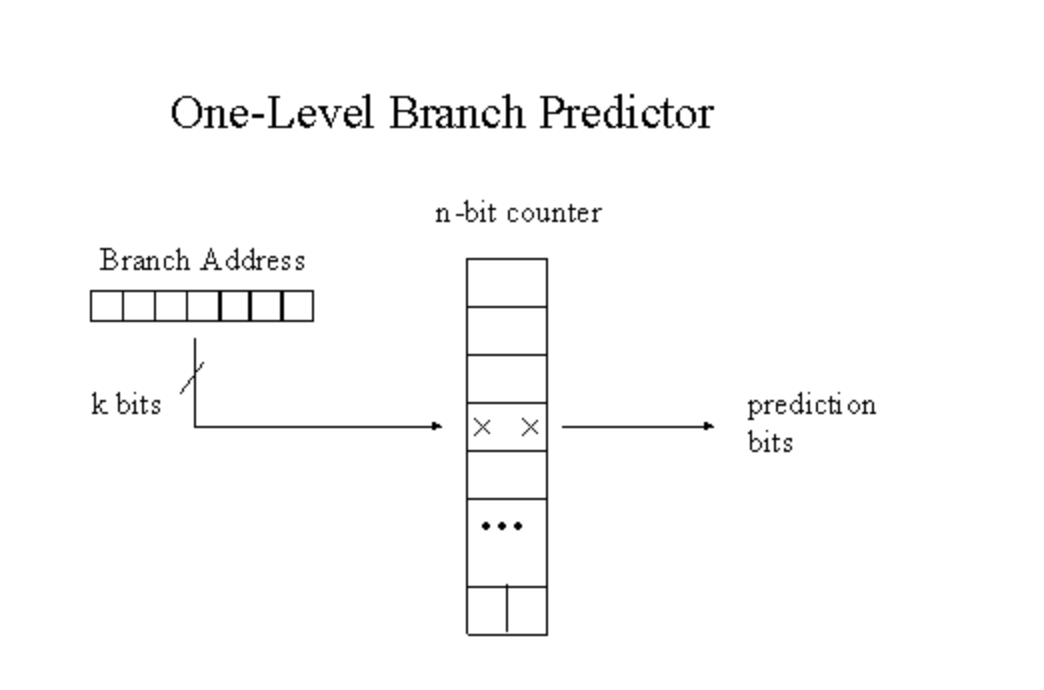 One-Level Branch Predictor
n-bit counter
Branch Address
k bits
× ×
prediction
bits
•••